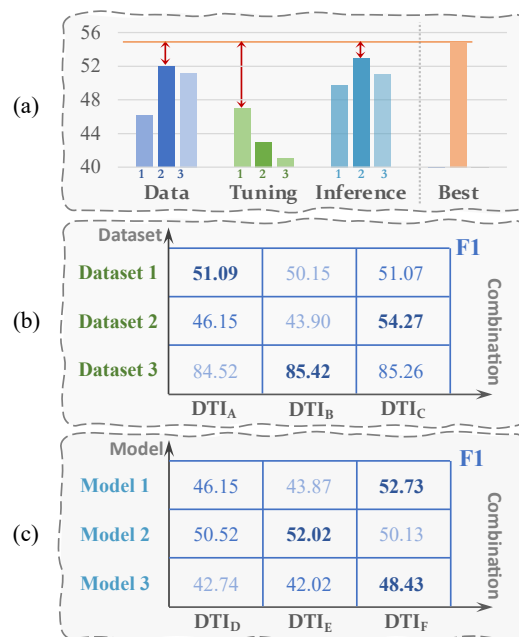 (a)
56
52
48
44
40
1 2 3 1 2 3 1 2 3
Data Tuning Inference Best
(b)
Dataset
F1
Dataset 1 51.09 50.15 51.07
Dataset 2 46.15 43.90 54.27
Dataset 3 84.52 85.42 85.26
DTI_A DTI_B DTI_C
Combination
(c)
Model
F1
Model 1 46.15 43.87 52.73
Model 2 50.52 52.02 50.13
Model 3 42.74 42.02 48.43
DTI_D DTI_E DTI_F
Combination